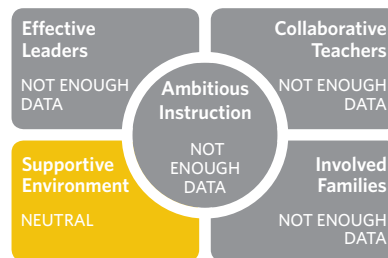 Effective
Leaders
NOT ENOUGH
DATA
Collaborative
Teachers
NOT ENOUGH
DATA
Ambitious
Instruction
NOT
ENOUGH
DATA
Supportive
Environment
NEUTRAL
Involved
Families
NOT ENOUGH
DATA